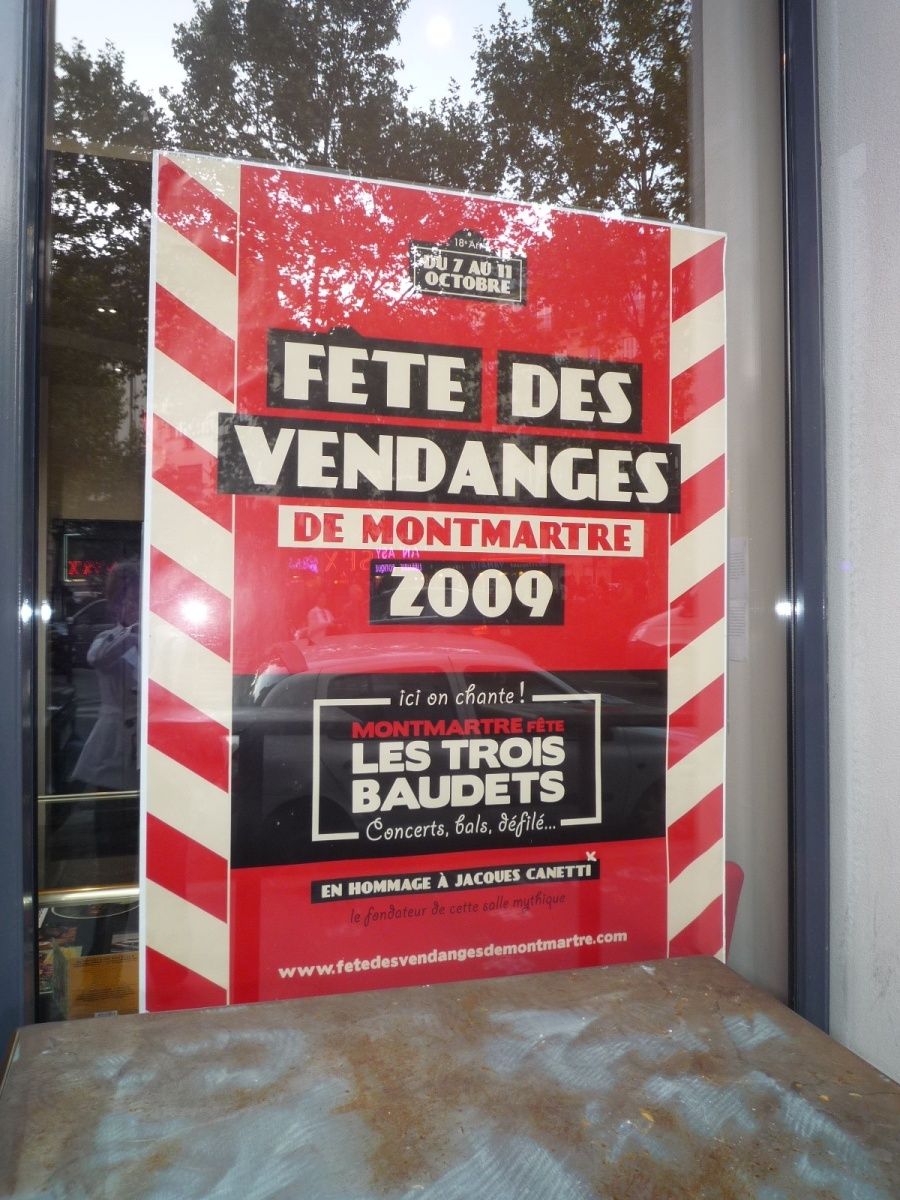 18e Arr
DU 7 AU 11
OCTOBRE
FETE DES
VENDANGES
DE MONTMARTRE
2009
ici on chante !
MONTMARTRE FÊTE
LES TROIS
BAUDETS
Concerts, bals, défilé...
EN HOMMAGE À JACQUES CANETTI
le fondateur de cette salle mythique
www.fetedesvendangesdemontmartre.com